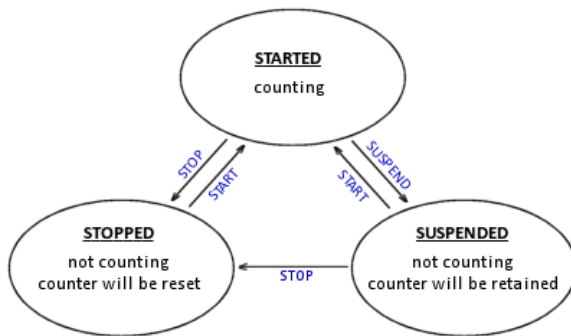 STARTED
counting
STOP
START
START
SUSPEND
STOPPED
not counting
counter will be reset
STOP
SUSPENDED
not counting
counter will be retained